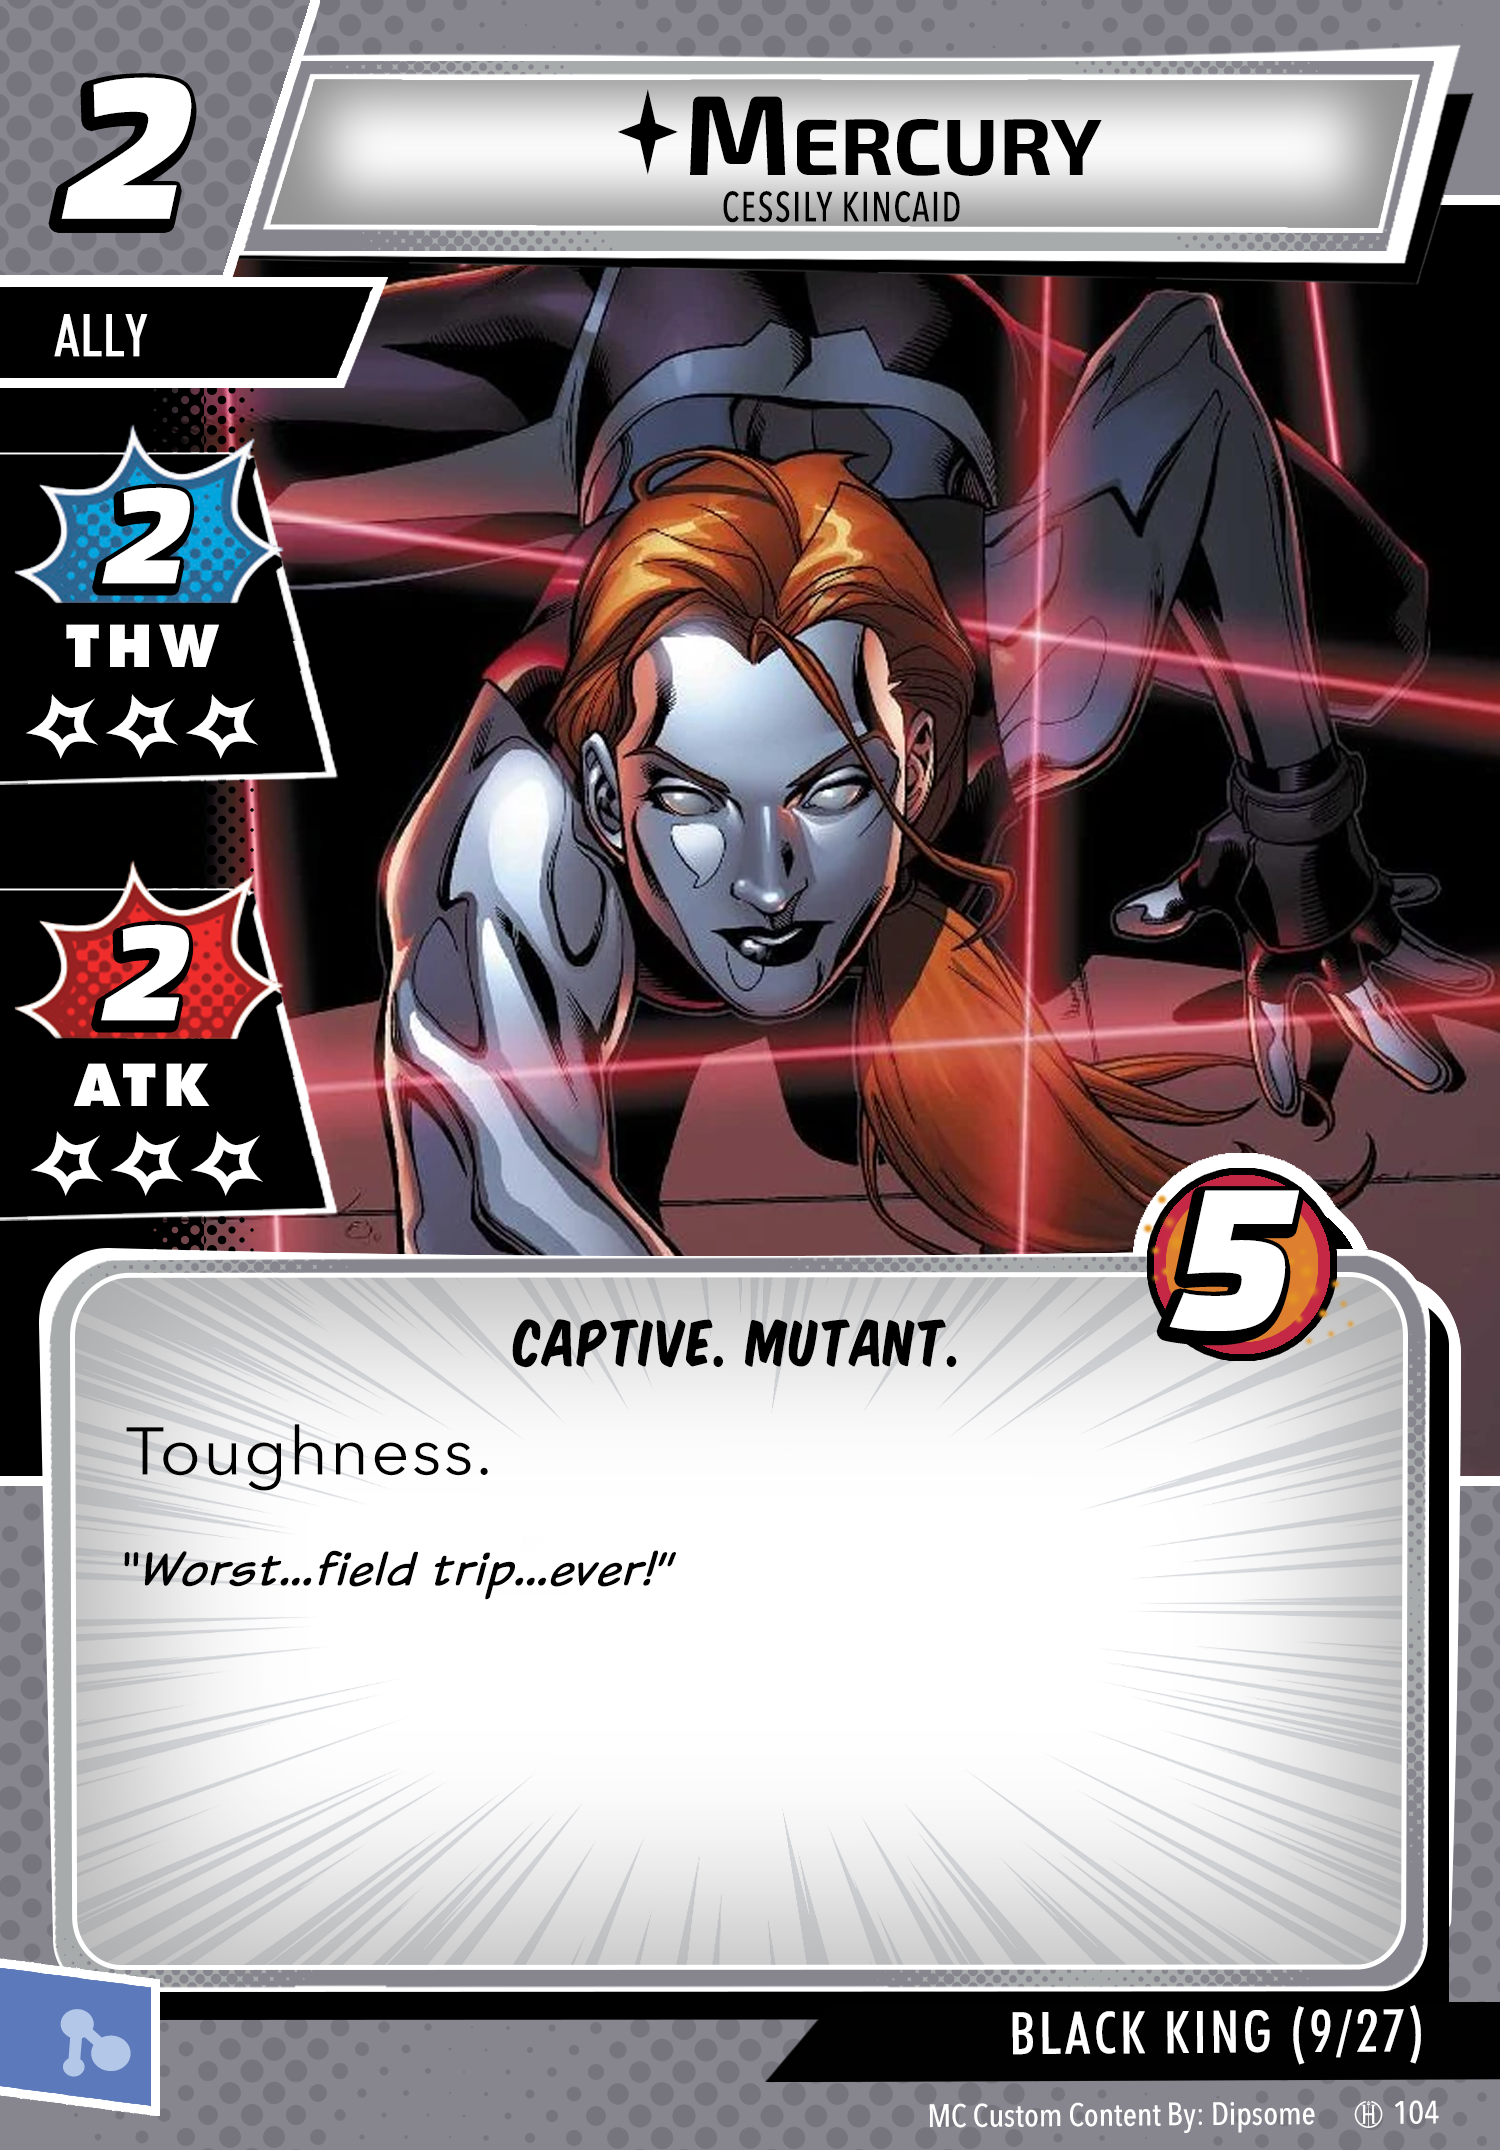 2
MERCURY
CESSILY KINCAID
ALLY
2
THW
2
ATK
5
CAPTIVE. MUTANT.
Toughness.
"Worst...field trip...ever!"
BLACK KING (9/27)
MC Custom Content By: Dipsome 104